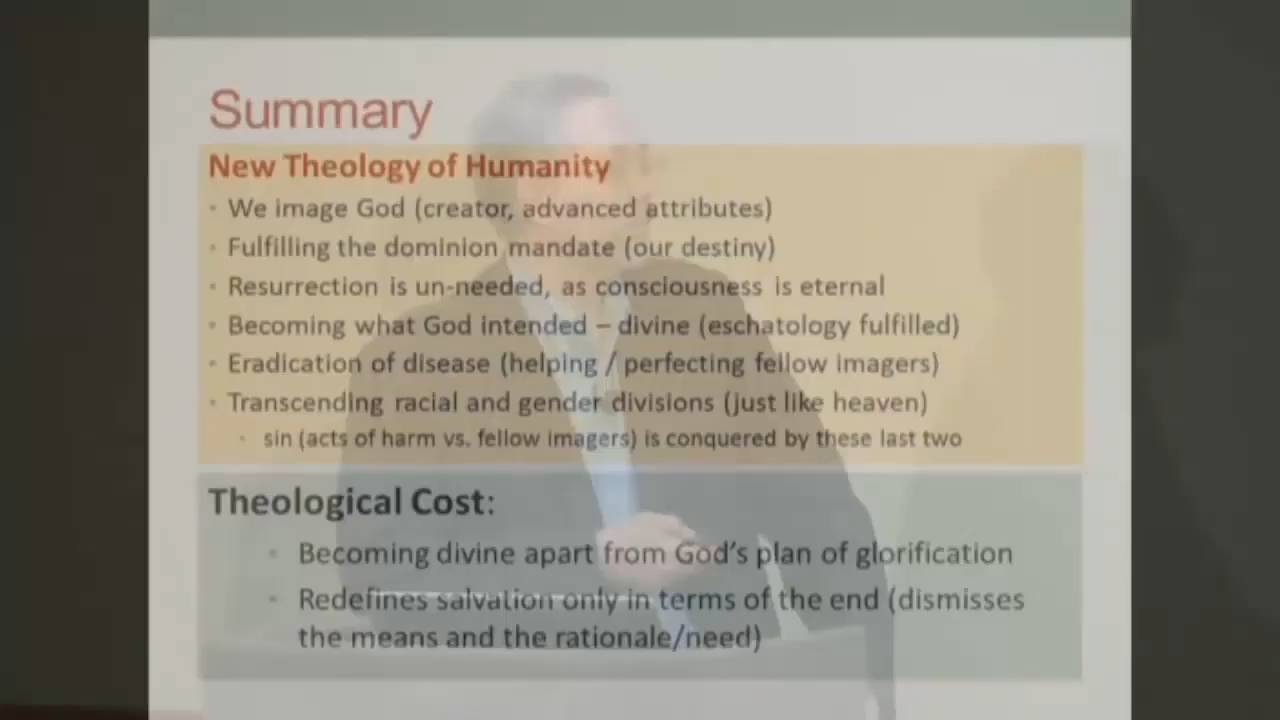 Summary
New Theology of Humanity
• We image God (creator, advanced attributes)
• Fulfilling the dominion mandate (our destiny)
• Resurrection is un-needed, as consciousness is eternal
• Becoming what God intended – divine (eschatology fulfilled)
• Eradication of disease (helping / perfecting fellow imagers)
• Transcending racial and gender divisions (just like heaven)
• sin (acts of harm vs. fellow imagers) is conquered by these last two
Theological Cost:
• Becoming divine apart from God's plan of glorification
• Redefines salvation only in terms of the end (dismisses
the means and the rationale/need)